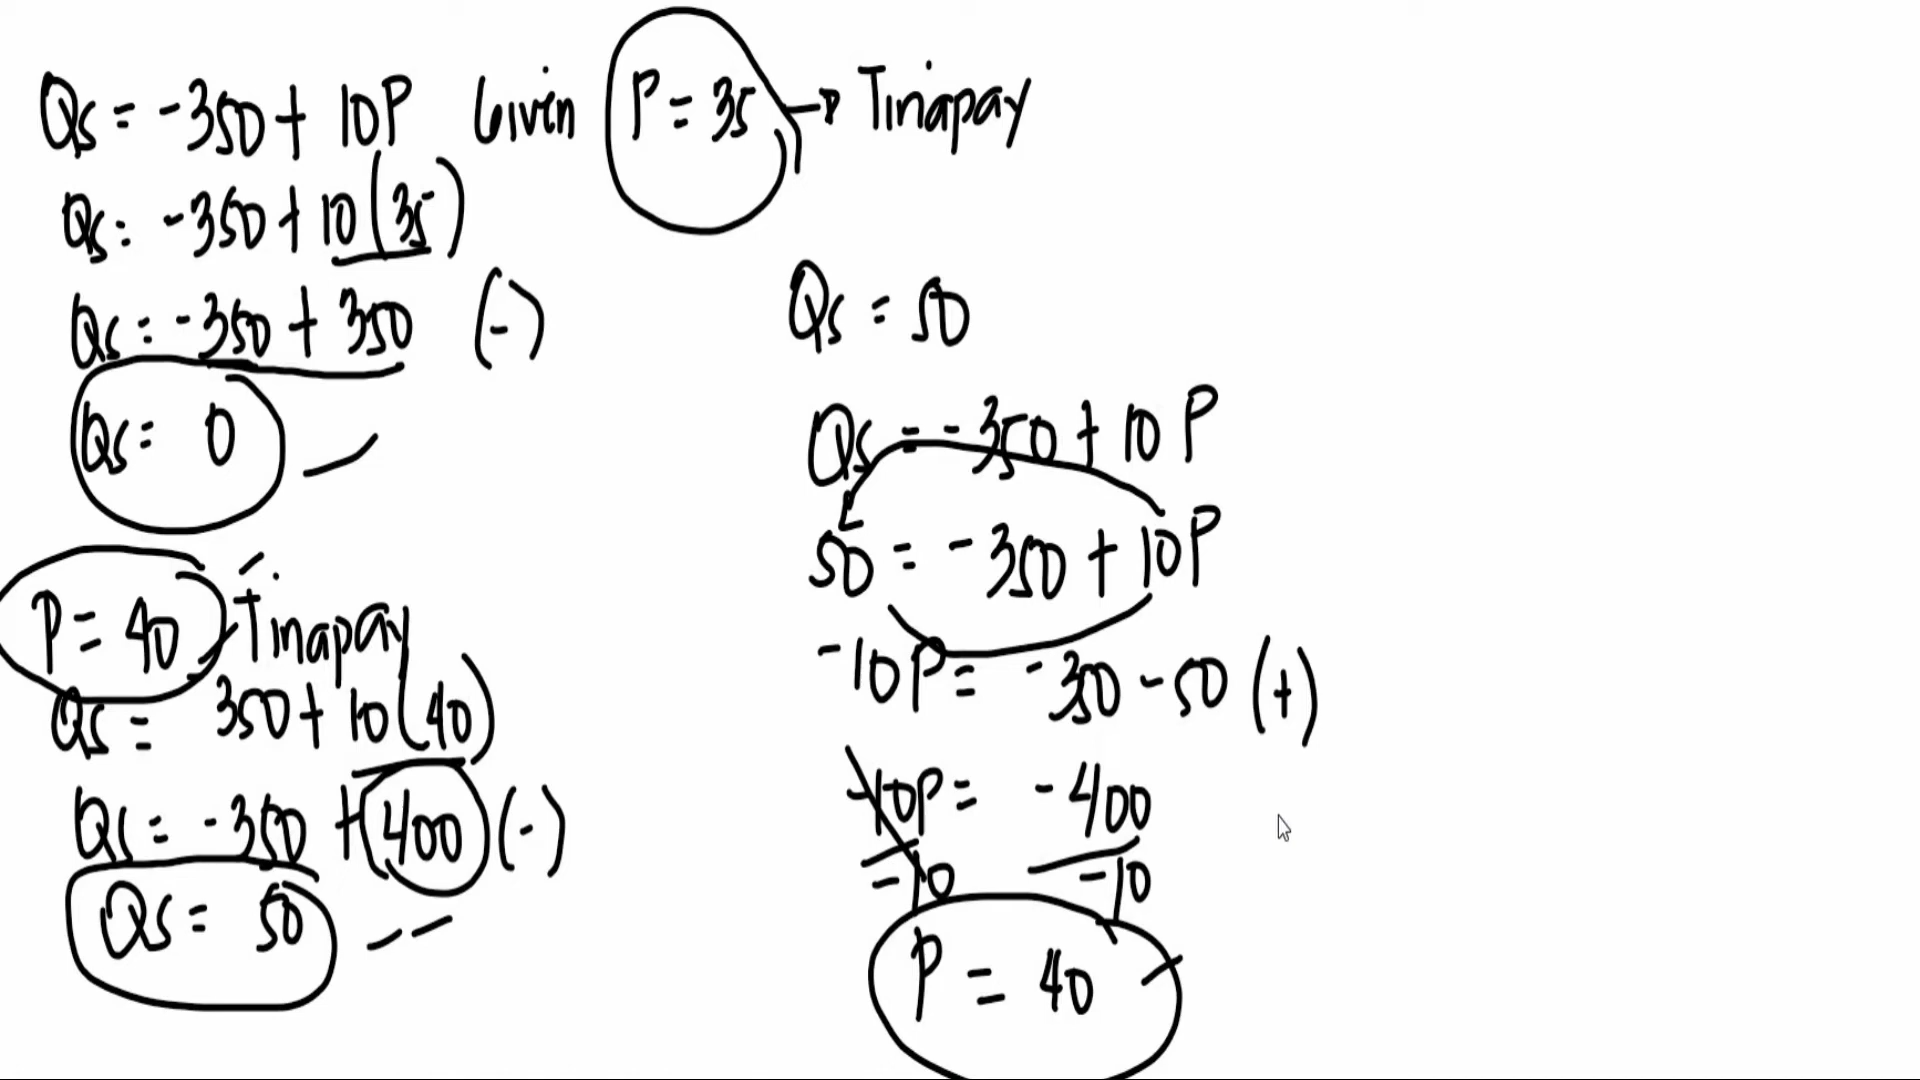 Qs = -350 + 10P Given P = 35 → Tinapay
Qs = -350 + 10(35)
Qs = -350 + 350 (-)
Qs = 0
P = 40 Tinapay
Qs = 350 + 10(40)
Qs = -350 + 400 (-)
Qs = 50
Qs = 50
Qs = -350 + 10P
50 = -350 + 10P
-10P = -350 - 50 (+)
-10P = -400
-10 -10
P = 40